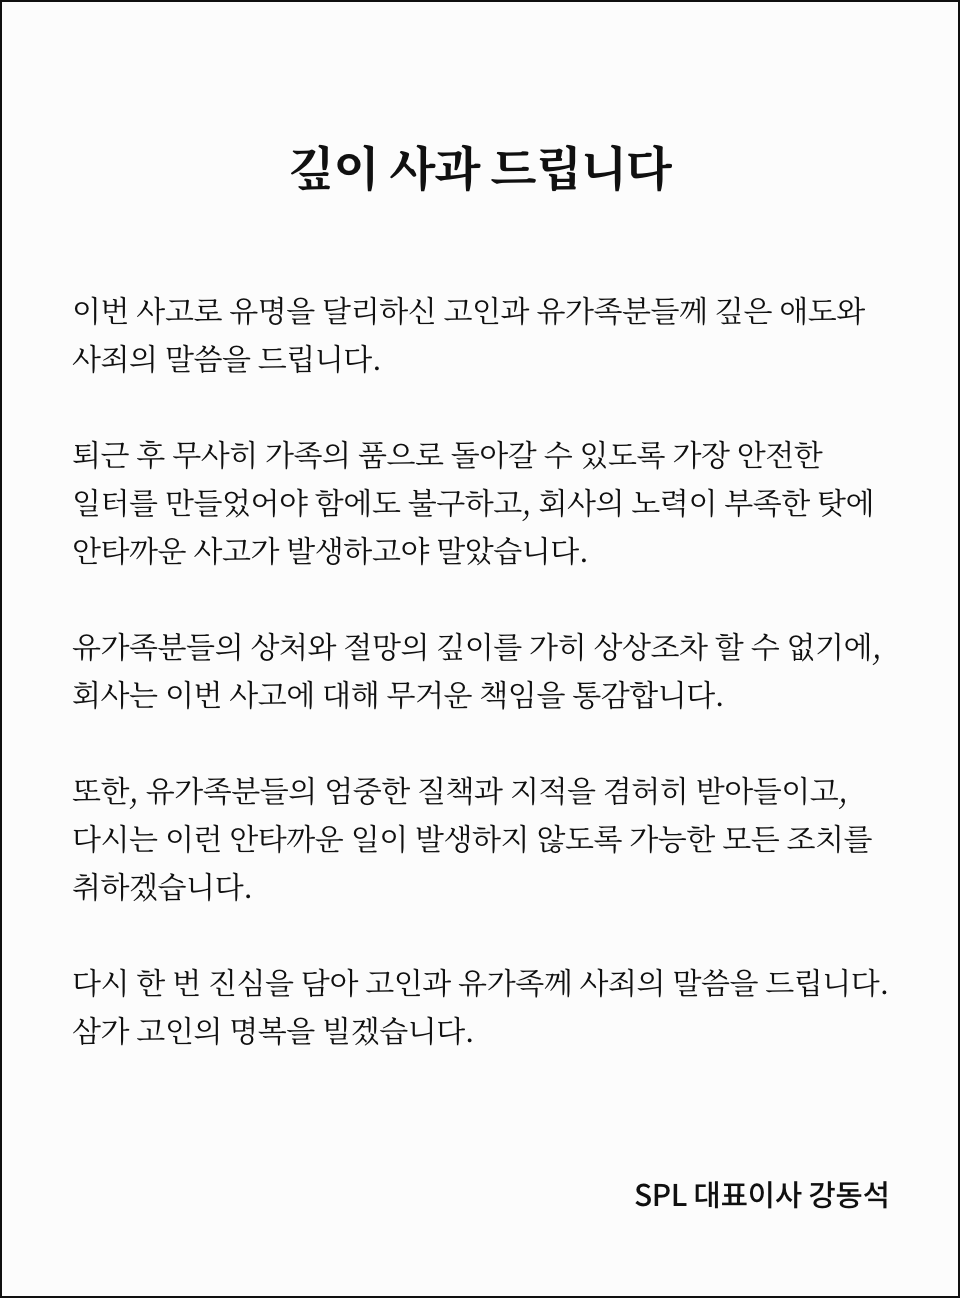 깊이 사과 드립니다
이번 사고로 유명을 달리하신 고인과 유가족분들께 깊은 애도와
사죄의 말씀을 드립니다.
퇴근 후 무사히 가족의 품으로 돌아갈 수 있도록 가장 안전한
일터를 만들었어야 함에도 불구하고, 회사의 노력이 부족한 탓에
안타까운 사고가 발생하고야 말았습니다.
유가족분들의 상처와 절망의 깊이를 가히 상상조차 할 수 없기에,
회사는 이번 사고에 대해 무거운 책임을 통감합니다.
또한, 유가족분들의 엄중한 질책과 지적을 겸허히 받아들이고,
다시는 이런 안타까운 일이 발생하지 않도록 가능한 모든 조치를
취하겠습니다.
다시 한 번 진심을 담아 고인과 유가족께 사죄의 말씀을 드립니다.
삼가 고인의 명복을 빌겠습니다.
SPL 대표이사 강동석